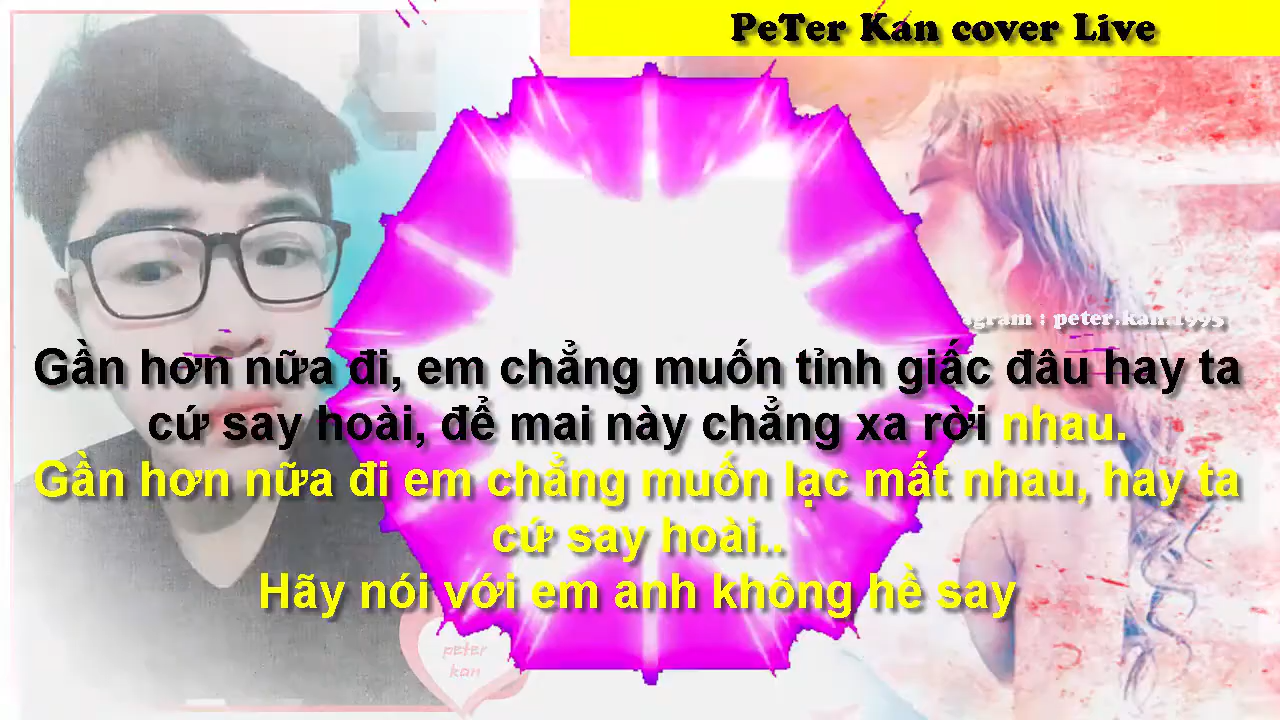 PeTer Kan cover Live
agram : peter.kan.1995
Gần hơn nữa đi, em chẳng muốn tỉnh giấc đâu hay ta
cứ say hoài, để mai này chẳng xa rời nhau.
Gần hơn nữa đi em chẳng muốn lạc mất nhau, hay ta
cứ say hoài..
Hãy nói với em anh không hề say
peter
kan